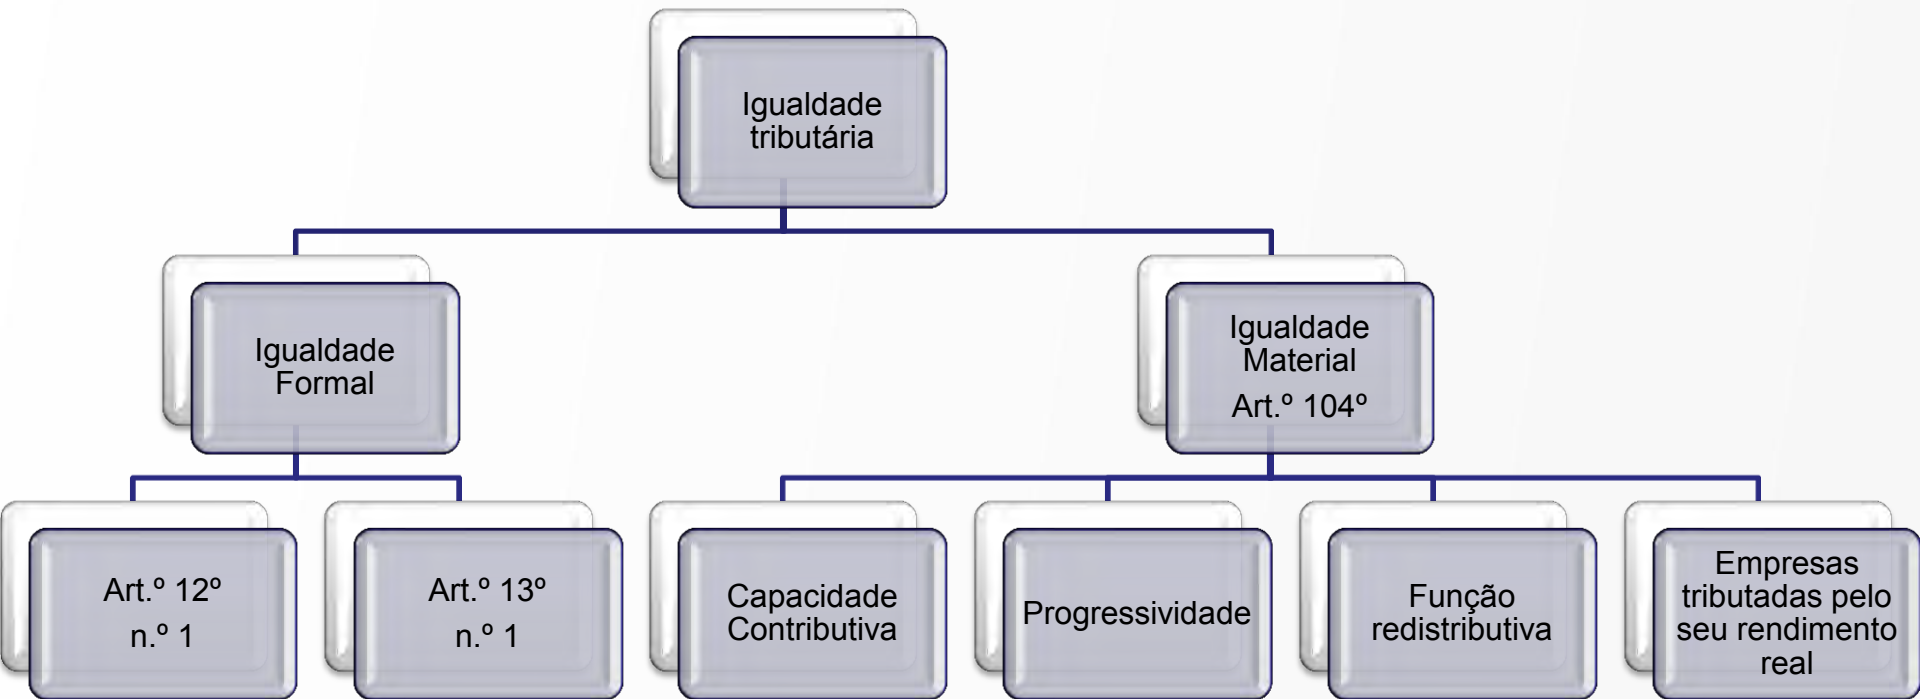 Igualdade
tributária
Igualdade
Formal
Igualdade
Material
Art.º 104º
Art.º 12º
n.º 1
Art.º 13º
n.º 1
Capacidade
Contributiva
Progressividade
Função
redistributiva
Empresas
tributadas pelo
seu rendimento
real